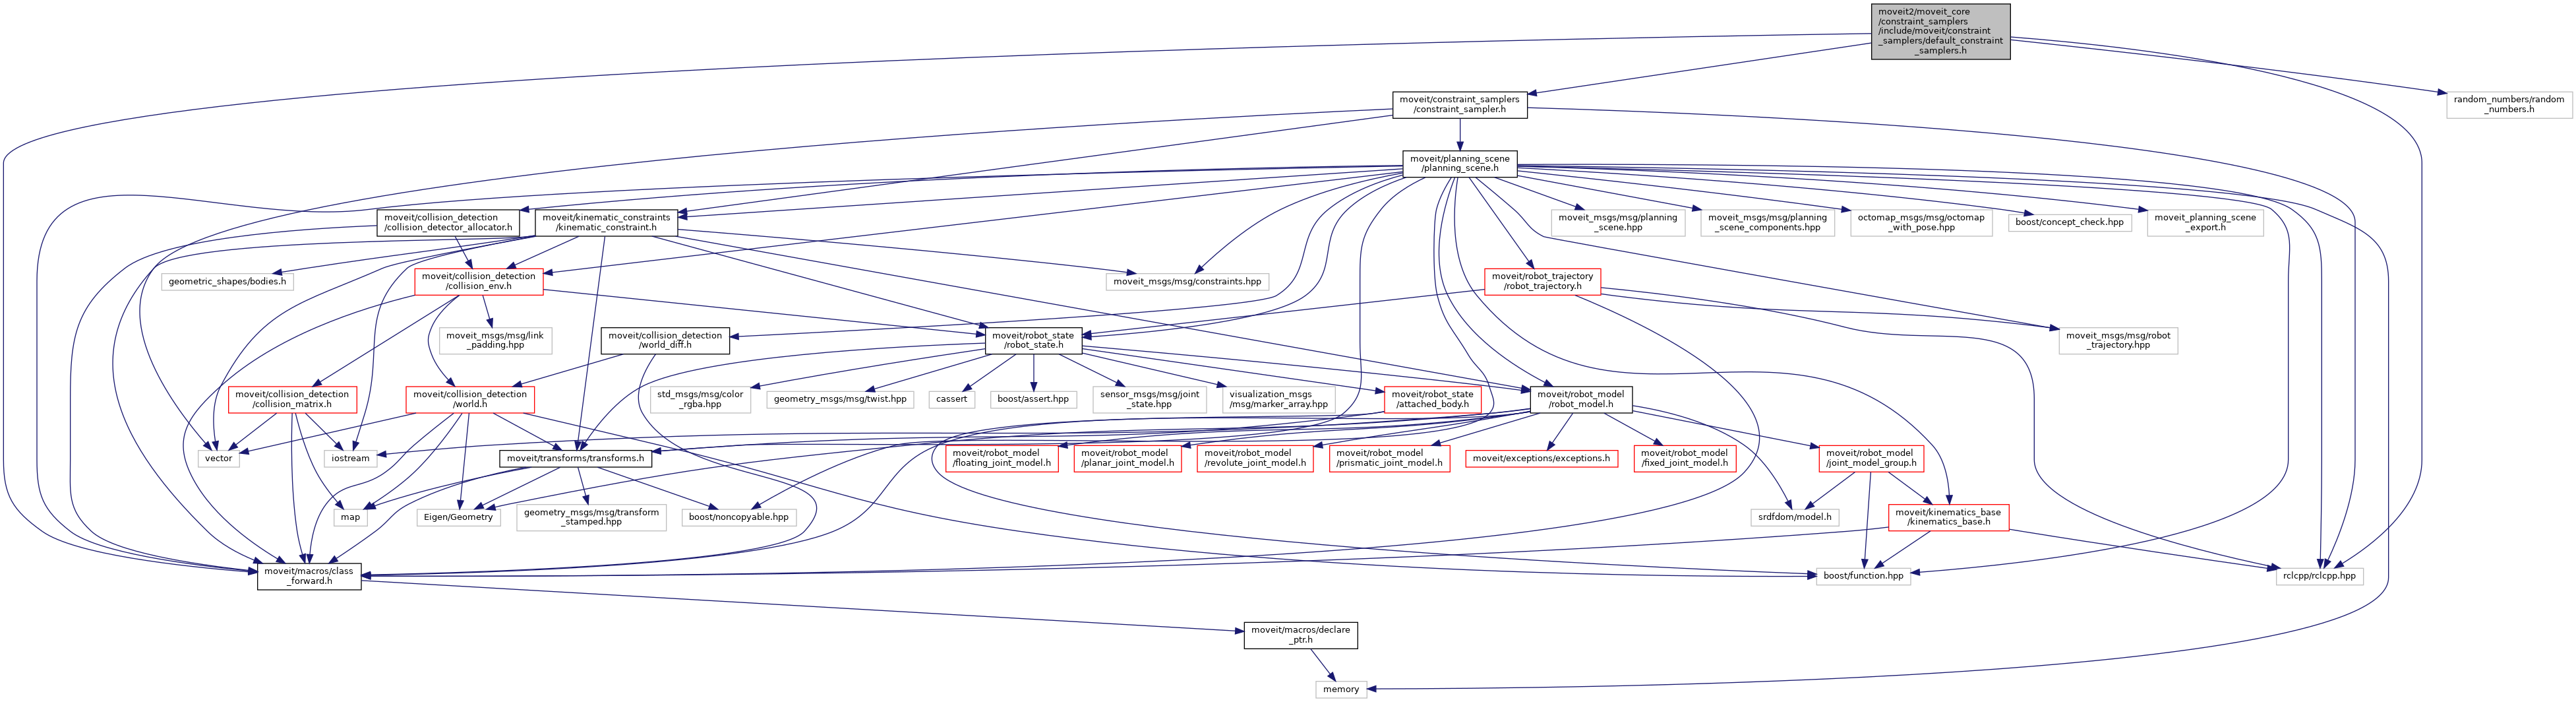 moveit2/moveit_core
/constraint_samplers
/include/moveit/constraint
_samplers/default_constraint
_samplers.h
moveit/constraint_samplers
/constraint_sampler.h
random_numbers/random
_numbers.h
moveit/planning_scene
/planning_scene.h
moveit/collision_detection
/collision_detector_allocator.h
moveit/kinematic_constraints
/kinematic_constraint.h
moveit_msgs/msg/planning
_scene.hpp
moveit_msgs/msg/planning
_scene_components.hpp
octomap_msgs/msg/octomap
_with_pose.hpp
boost/concept_check.hpp
moveit_planning_scene
_export.h
geometric_shapes/bodies.h
moveit/collision_detection
/collision_env.h
moveit_msgs/msg/constraints.hpp
moveit/robot_trajectory
/robot_trajectory.h
moveit_msgs/msg/link
_padding.hpp
moveit/collision_detection
/world_diff.h
moveit/robot_state
/robot_state.h
moveit_msgs/msg/robot
_trajectory.hpp
moveit/collision_detection
/collision_matrix.h
moveit/collision_detection
/world.h
std_msgs/msg/color
_rgba.hpp
geometry_msgs/msg/twist.hpp
cassert
boost/assert.hpp
sensor_msgs/msg/joint
_state.hpp
visualization_msgs
/msg/marker_array.hpp
moveit/robot_state
/attached_body.h
moveit/robot_model
/robot_model.h
vector
iostream
moveit/transforms/transforms.h
moveit/robot_model
/floating_joint_model.h
moveit/robot_model
/planar_joint_model.h
moveit/robot_model
/revolute_joint_model.h
moveit/robot_model
/prismatic_joint_model.h
moveit/exceptions/exceptions.h
moveit/robot_model
/fixed_joint_model.h
moveit/robot_model
/joint_model_group.h
map
Eigen/Geometry
geometry_msgs/msg/transform
_stamped.hpp
boost/noncopyable.hpp
srdfdom/model.h
moveit/kinematics_base
/kinematics_base.h
moveit/macros/class
_forward.h
boost/function.hpp
rclcpp/rclcpp.hpp
moveit/macros/declare
_ptr.h
memory